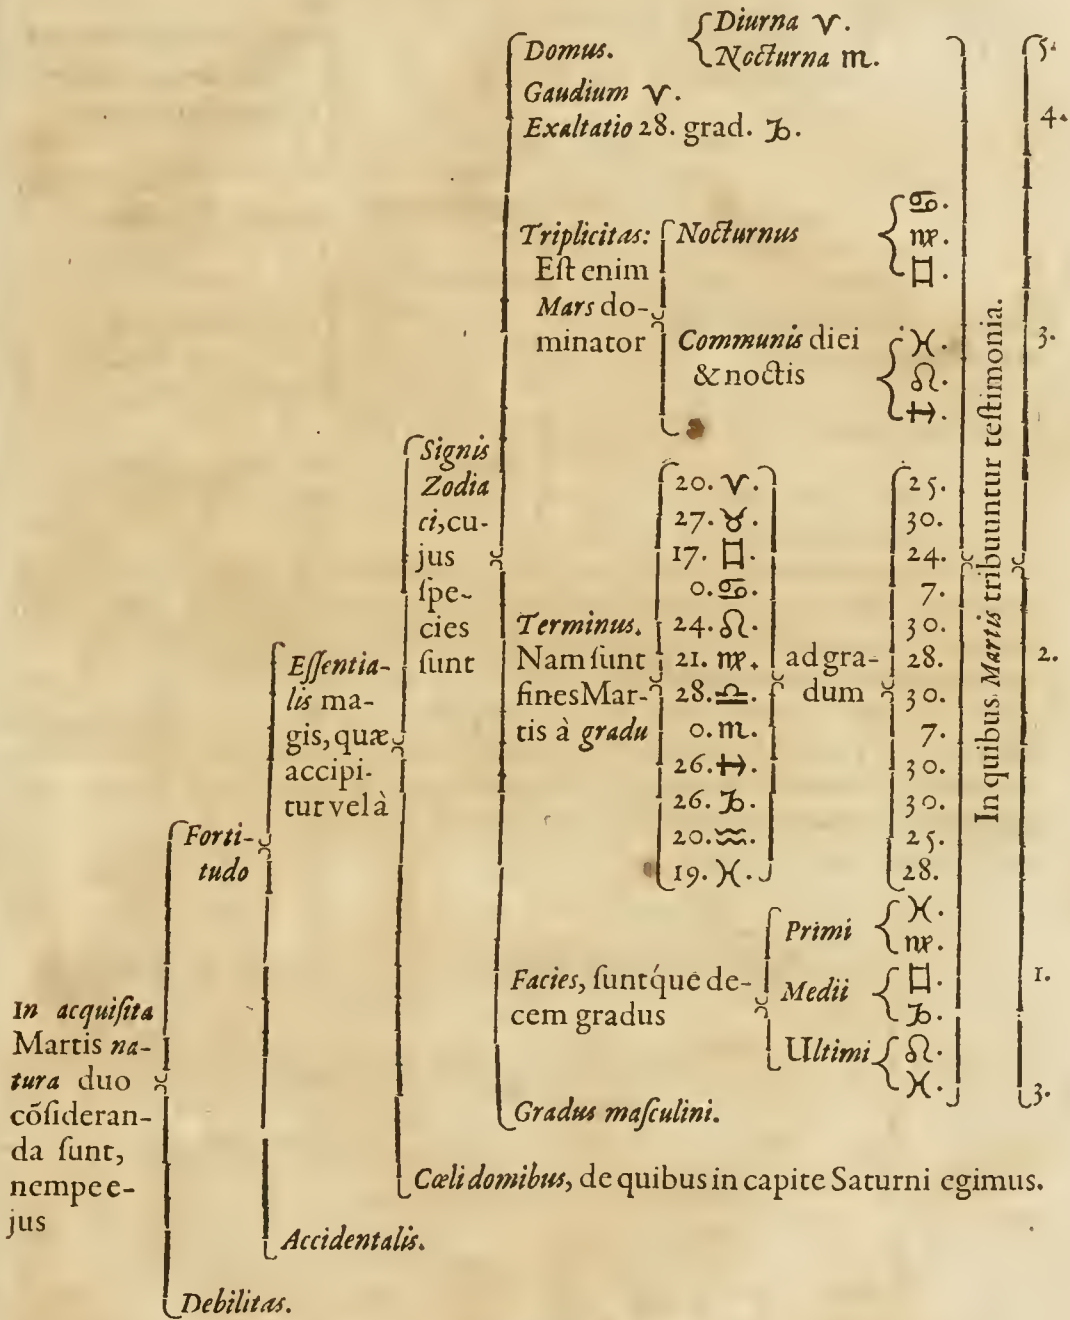 Domus. Diurna ♈.
Nocturna ♏.
5.
Gaudium ♈.
Exaltatio 28. grad. ♑.
4.
Triplicitas:
Eſt enim
Mars do-
minator
Nocturnus
♋.
♍.
♊.
Communis diei
& noctis
♓.
♌.
♐.
3.
Signis
Zodia
ci, cu-
jus
ſpe-
cies
ſunt
Terminus.
Nam ſunt
fines Mar-
tis à gradu
20. ♈.
27. ♉.
17. ♊.
0. ♋.
24. ♌.
21. ♍.
28. ♎.
0. ♏.
26. ♐.
26. ♑.
20. ♒.
19. ♓.
ad gra-
dum
25.
30.
24.
7.
30.
28.
30.
7.
30.
30.
25.
28.
2.
In quibus Martis tribuuntur teſtimonia.
Eſſentia-
lis ma-
gis, quæ
accipi-
tur vel à
Forti-
tudo
Facies, ſuntque de-
cem gradus
Primi
♓.
♍.
Medii
♊.
♑.
Ultimi
♌.
♓.
1.
In acquiſita
Martis na-
tura duo
cõſideran-
da ſunt,
nempe e-
jus
Gradus maſculini.
3.
Cœli domibus, de quibus in capite Saturni egimus.
Accidentalis.
Debilitas.